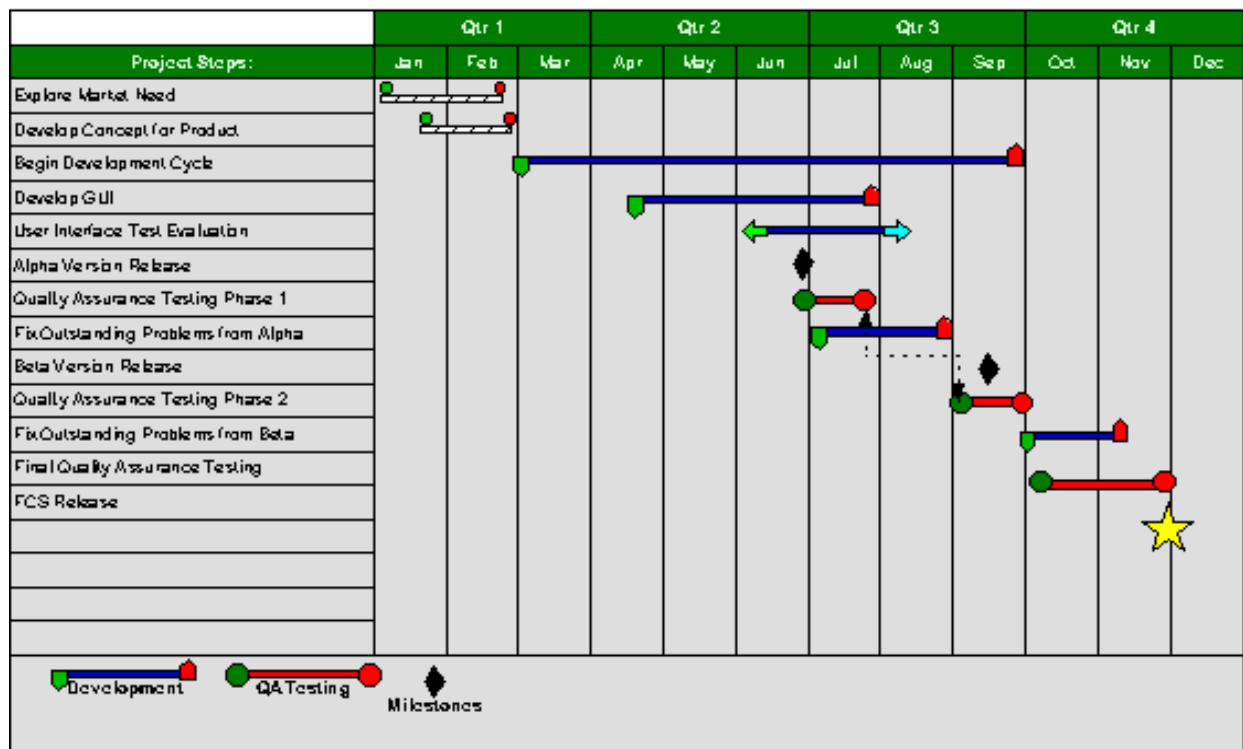 Qtr 1 Qtr 2 Qtr 3 Qtr 4
Project Steps: Jan Feb Mar Apr May Jun Jul Aug Sep Oct Nov Dec
Explore Market Need
Develop Concept for Product
Begin Development Cycle
Develop GUI
User Interface Test Evaluation
Alpha Version Release
Quality Assurance Testing Phase 1
Fix Outstanding Problems from Alpha
Beta Version Release
Quality Assurance Testing Phase 2
Fix Outstanding Problems from Beta
Final Quality Assurance Testing
FCS Release
Development QA Testing
Milestones